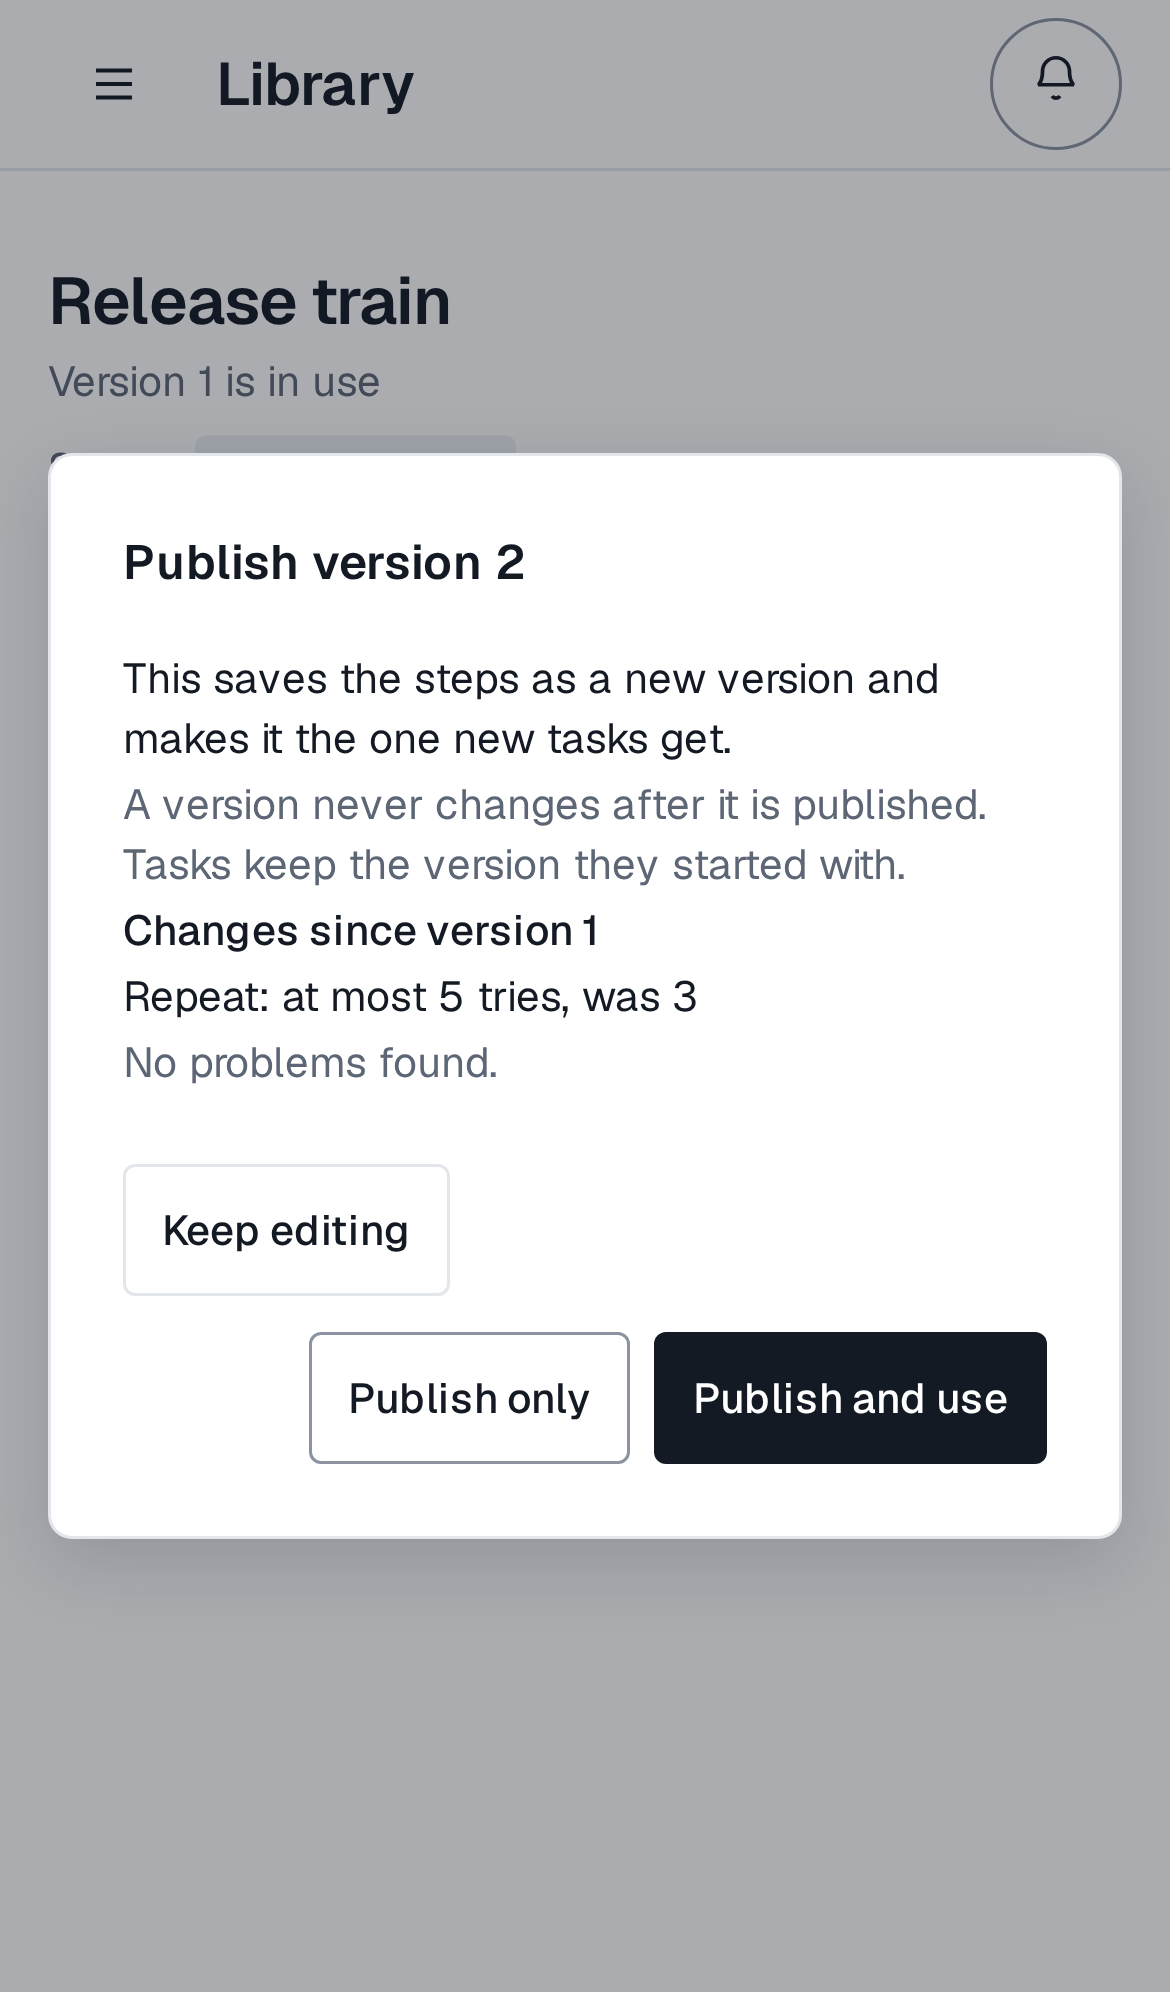 Library
Release train
Version 1 is in use
Publish version 2
This saves the steps as a new version and
makes it the one new tasks get.
A version never changes after it is published.
Tasks keep the version they started with.
Changes since version 1
Repeat: at most 5 tries, was 3
No problems found.
Keep editing
Publish only
Publish and use